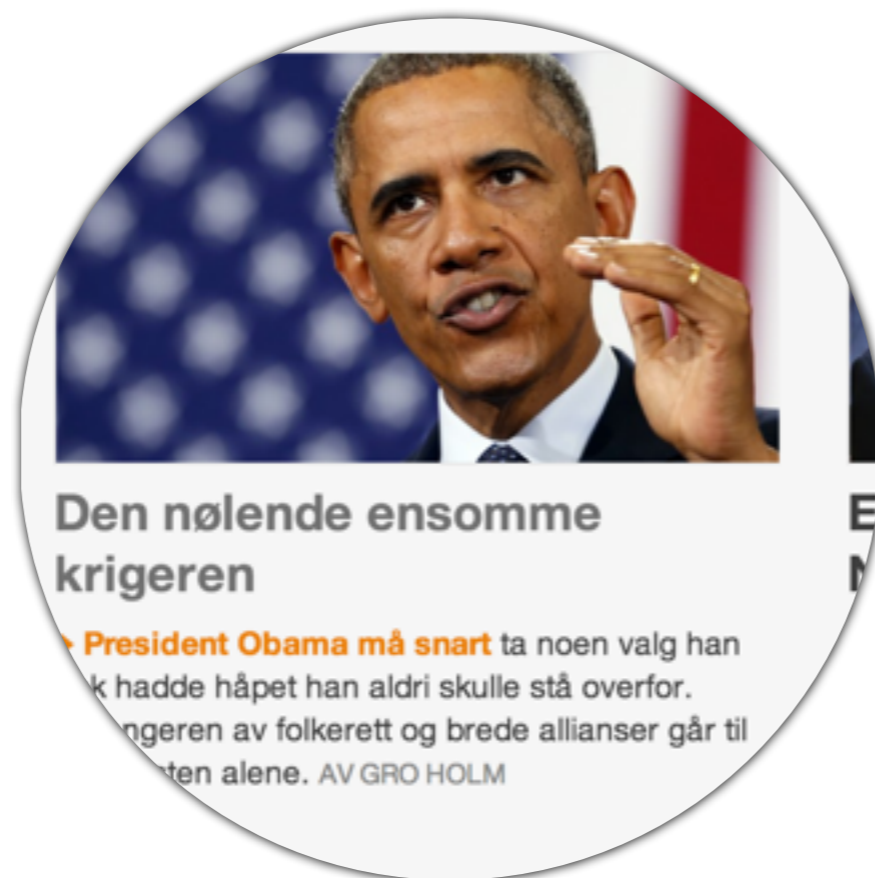 Den nølende ensomme
krigeren
President Obama må snart ta noen valg han
hadde håpet han aldri skulle stå overfor.
av folkerett og brede allianser går til
alene. AV GRO HOLM